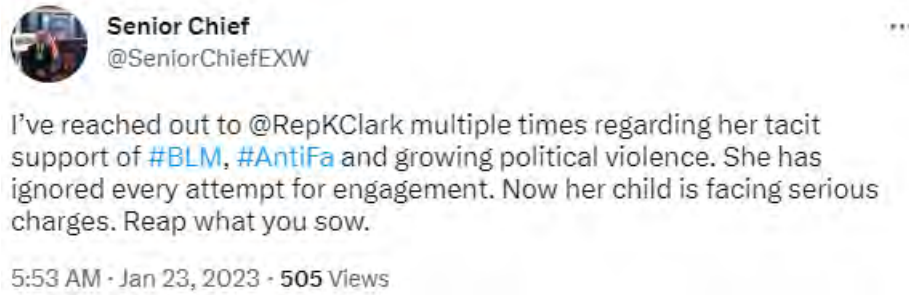 Senior Chief
@SeniorChiefEXW
I’ve reached out to @RepKClark multiple times regarding her tacit
support of #BLM, #AntiFa and growing political violence. She has
ignored every attempt for engagement. Now her child is facing serious
charges. Reap what you sow.
5:53 AM · Jan 23, 2023 · 505 Views